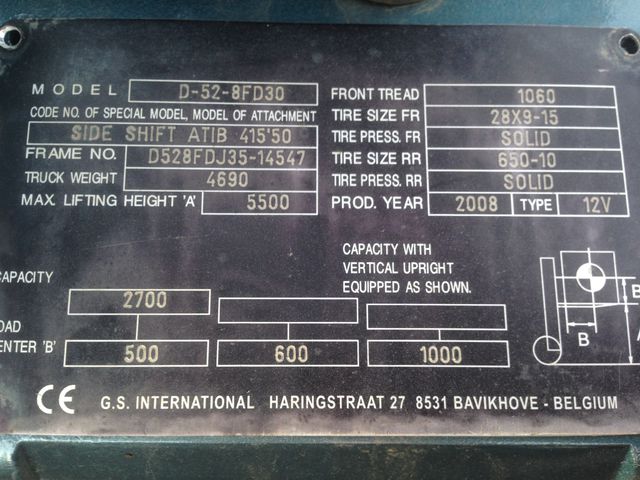 MODEL D-52-8FD30
CODE NO. OF SPECIAL MODEL, MODEL OF ATTACHMENT
SIDE SHIFT ATIB 415'50
FRAME NO. D528FDJ35-14547
TRUCK WEIGHT 4690
MAX. LIFTING HEIGHT 'A' 5500
FRONT TREAD 1060
TIRE SIZE FR 28X9-15
TIRE PRESS. FR SOLID
TIRE SIZE RR 650-10
TIRE PRESS. RR SOLID
PROD. YEAR 2008 TYPE 12V
CAPACITY WITH
VERTICAL UPRIGHT
EQUIPPED AS SHOWN.
CAPACITY 2700
OAD
ENTER 'B' 500 600 1000
B
B
A
CE G.S. INTERNATIONAL HARINGSTRAAT 27 8531 BAVIKHOVE - BELGIUM